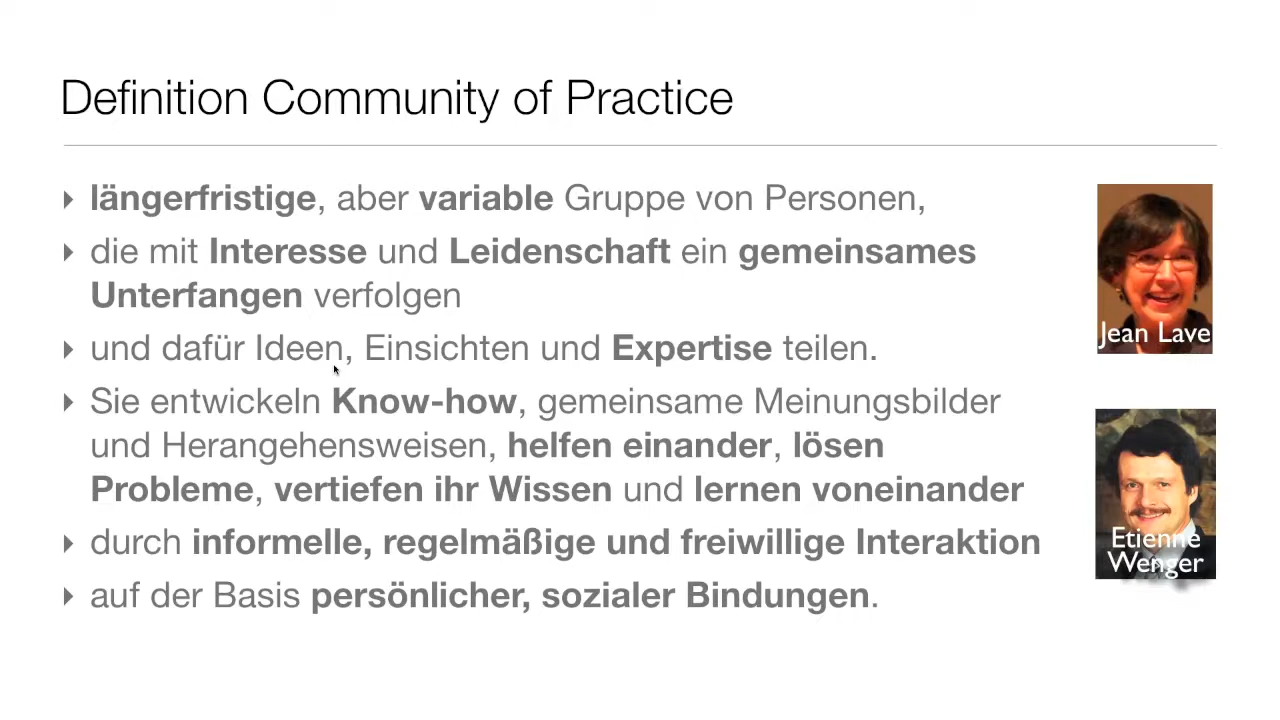 Definition Community of Practice
längerfristige, aber variable Gruppe von Personen,
die mit Interesse und Leidenschaft ein gemeinsames
Unterfangen verfolgen
und dafür Ideen, Einsichten und Expertise teilen.
Sie entwickeln Know-how, gemeinsame Meinungsbilder
und Herangehensweisen, helfen einander, lösen
Probleme, vertiefen ihr Wissen und lernen voneinander
durch informelle, regelmäßige und freiwillige Interaktion
auf der Basis persönlicher, sozialer Bindungen.
Jean Lave
Etienne
Wenger